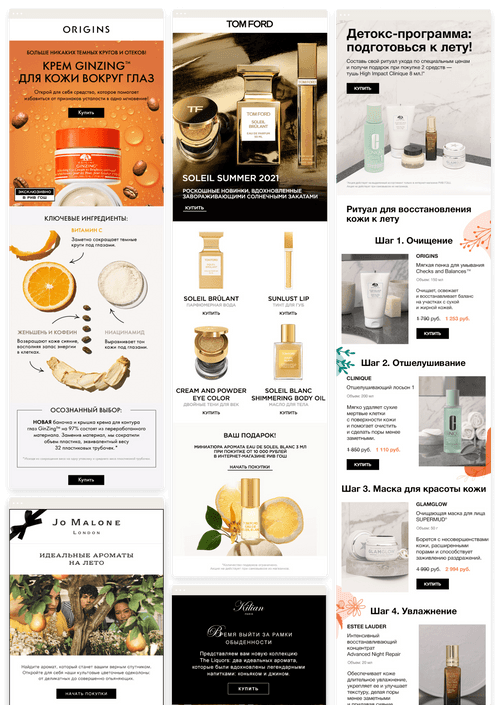 ORIGINS
БОЛЬШЕ НИКАКИХ ТЕМНЫХ КРУГОВ И ОТЕКОВ!
КРЕМ GINZING™
ДЛЯ КОЖИ ВОКРУГ ГЛАЗ
Открой для себя средство, которое помогает
избавиться от признаков усталости в одно мгновение
Купить
ЭКСКЛЮЗИВНО
В РИВ ГОШ
КЛЮЧЕВЫЕ ИНГРЕДИЕНТЫ:
ВИТАМИН С
Заметно сокращает темные
круги под глазами.
ЖЕНЬШЕНЬ И КОФЕИН
Возвращают коже сияние,
восполняя запас энергии
в клетках.
НИАЦИНАМИД
Выравнивает тон
кожи под глазами.
ОСОЗНАННЫЙ ВЫБОР:
НОВАЯ баночка и крышка крема для контура
глаз GinZing™ на 97% состоит из переработанного
материала. Заменив материал, мы сократили
объем пластика, эквивалентный весу
32 пластиковых трубочек.*
Купить
JO MALONE
LONDON
ИДЕАЛЬНЫЕ АРОМАТЫ
НА ЛЕТО
Найдите аромат, который станет вашим верным спутником.
Откройте для себя наши культовые цветочные одеколоны:
от деликатных до совершенно опьяняющих.
НАЧАТЬ ПОКУПКИ
TOM FORD
TF
TOM FORD
SOLEIL
BRÛLANT
SOLEIL SUMMER 2021
РОСКОШНЫЕ НОВИНКИ, ВДОХНОВЛЕННЫЕ
ЗАВОРАЖИВАЮЩИМИ СОЛНЕЧНЫМИ ЗАКАТАМИ
КУПИТЬ
SOLEIL BRÛLANT
ПАРФЮМЕРНАЯ ВОДА
КУПИТЬ
SUNLUST LIP
ТИНТ ДЛЯ ГУБ
КУПИТЬ
CREAM AND POWDER
EYE COLOR
ДВОЙНЫЕ ТЕНИ ДЛЯ ВЕК
КУПИТЬ
SOLEIL BLANC
SHIMMERING BODY OIL
МАСЛО ДЛЯ ТЕЛА
КУПИТЬ
ВАШ ПОДАРОК!
МИНИАТЮРА АРОМАТА EAU DE SOLEIL BLANC 3 МЛ
ПРИ ПОКУПКЕ ОТ 10 000 РУБЛЕЙ
В ИНТЕРНЕТ-МАГАЗИНЕ РИВ ГОШ
НАЧАТЬ ПОКУПКИ
Kilian
PARIS
ВРЕМЯ ВЫЙТИ ЗА РАМКИ
ОБЫДЕННОСТИ
Представляем вам новую коллекцию
The Liquors: два идеальных аромата,
которые были вдохновлены легендарными
напитками: коньяком и джином.
КУПИТЬ
Детокс-программа:
подготовься к лету!
Составь свой ритуал ухода по специальным ценам
и получи подарок при покупке 2 средств —
тушь High Impact Clinique 8 мл!*
КУПИТЬ
Ритуал для восстановления
кожи к лету
Шаг 1. Очищение
ORIGINS
Мягкая пенка для умывания
Checks and Balances™
Объем: 150 мл
Очищает, освежает
и восстанавливает баланс
на участках с сухой
и жирной кожей.
1 790 руб. 1 253 руб.
КУПИТЬ
Шаг 2. Отшелушивание
CLINIQUE
Отшелушивающий лосьон 1
Объем: 200 мл
Мягко удаляет сухие
мертвые клетки
с поверхности кожи
и помогает очистить
и сделать поры менее
заметными.
1 850 руб. 1 110 руб.
КУПИТЬ
Шаг 3. Маска для красоты кожи
GLAMGLOW
Очищающая маска для лица
SUPERMUD®
Объем: 50 г
Борется с несовершенствами
кожи, расширенными
порами и способствует
заживлению раздражений.
4 990 руб. 3 994 руб.
КУПИТЬ
Шаг 4. Увлажнение
ESTEE LAUDER
Интенсивный
восстанавливающий
концентрат
Advanced Night Repair
Объем: 20 мл
Обеспечивает коже
длительное увлажнение,
укрепляет ее и улучшает
текстуру, делая поры
менее заметными